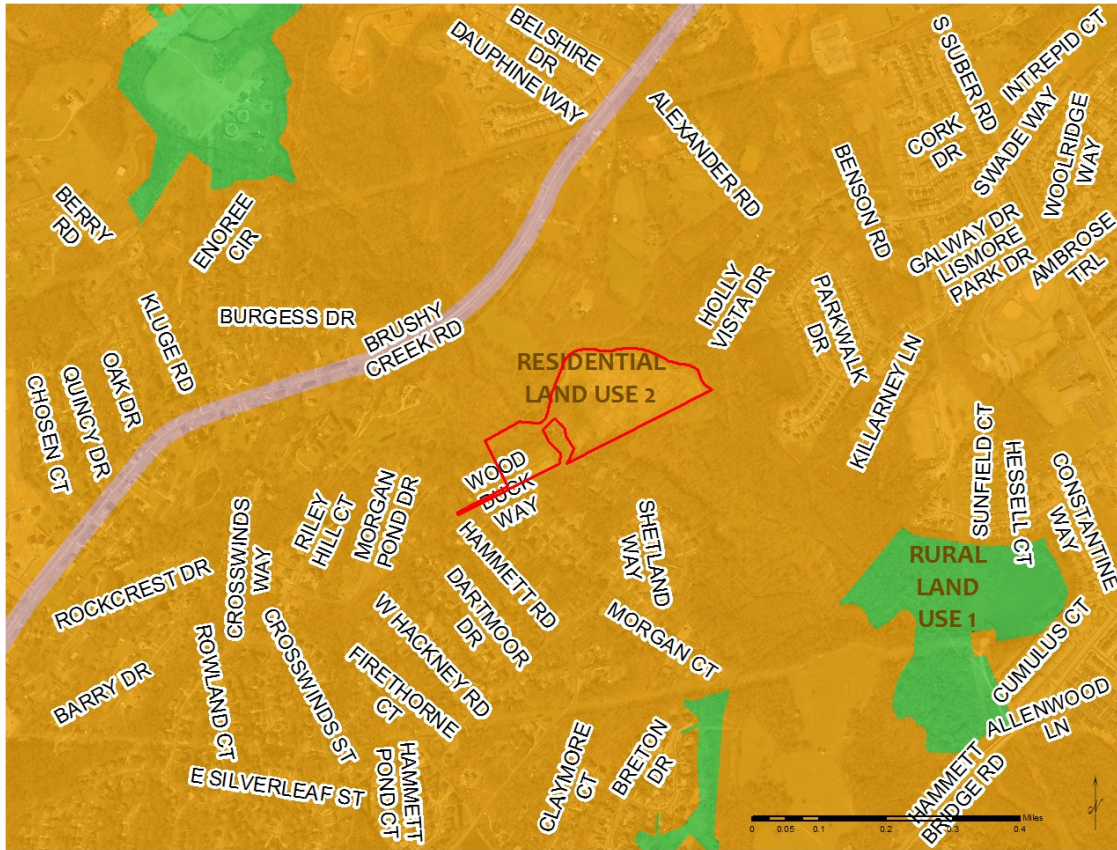 BELSHIRE
DR
DAUPHINE WAY
S SUBER RD
INTREPID CT
ALEXANDER RD
CORK
DR
SWADE WAY
WOOLRIDGE
WAY
BENSON RD
BERRY
RD
ENOREE
CIR
GALWAY DR
LISMORE
PARK DR
AMBROSE
TRL
HOLLY
VISTA DR
PARKWALK
DR
KLUGE RD
BURGESS DR
BRUSHY
CREEK RD
OAK DR
QUINCY DR
CHOSEN CT
RESIDENTIAL
LAND USE 2
KILLARNEY LN
WOOD
DUCK
WAY
SUNFIELD CT
HESSELL CT
CONSTANTINE
WAY
MORGAN
POND DR
RILEY
HILL CT
CROSSWINDS
WAY
SHETLAND
WAY
HAMMETT RD
RURAL
LAND
USE 1
ROCKCREST DR
DARTMOOR
DR
MORGAN CT
W HACKNEY RD
CROSSWINDS ST
ROWLAND CT
FIRETHORNE
CT
BARRY DR
CUMULUS CT
ALLENWOOD
LN
E SILVERLEAF ST
HAMMETT
POND CT
CLAYMORE
CT
BRETON
DR
HAMMETT
BRIDGE RD
Miles
0 0.05 0.1 0.2 0.3 0.4
N